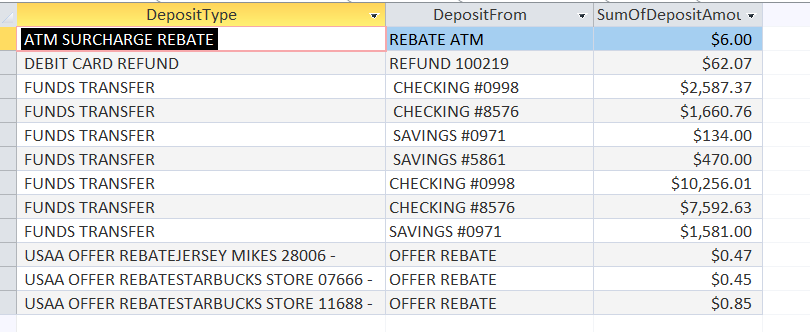 DepositType DepositFrom SumOfDepositAmou
ATM SURCHARGE REBATE REBATE ATM $6.00
DEBIT CARD REFUND REFUND 100219 $62.07
FUNDS TRANSFER CHECKING #0998 $2,587.37
FUNDS TRANSFER CHECKING #8576 $1,660.76
FUNDS TRANSFER SAVINGS #0971 $134.00
FUNDS TRANSFER SAVINGS #5861 $470.00
FUNDS TRANSFER CHECKING #0998 $10,256.01
FUNDS TRANSFER CHECKING #8576 $7,592.63
FUNDS TRANSFER SAVINGS #0971 $1,581.00
USAA OFFER REBATEJERSEY MIKES 28006 - OFFER REBATE $0.47
USAA OFFER REBATESTARBUCKS STORE 07666 - OFFER REBATE $0.45
USAA OFFER REBATESTARBUCKS STORE 11688 - OFFER REBATE $0.85